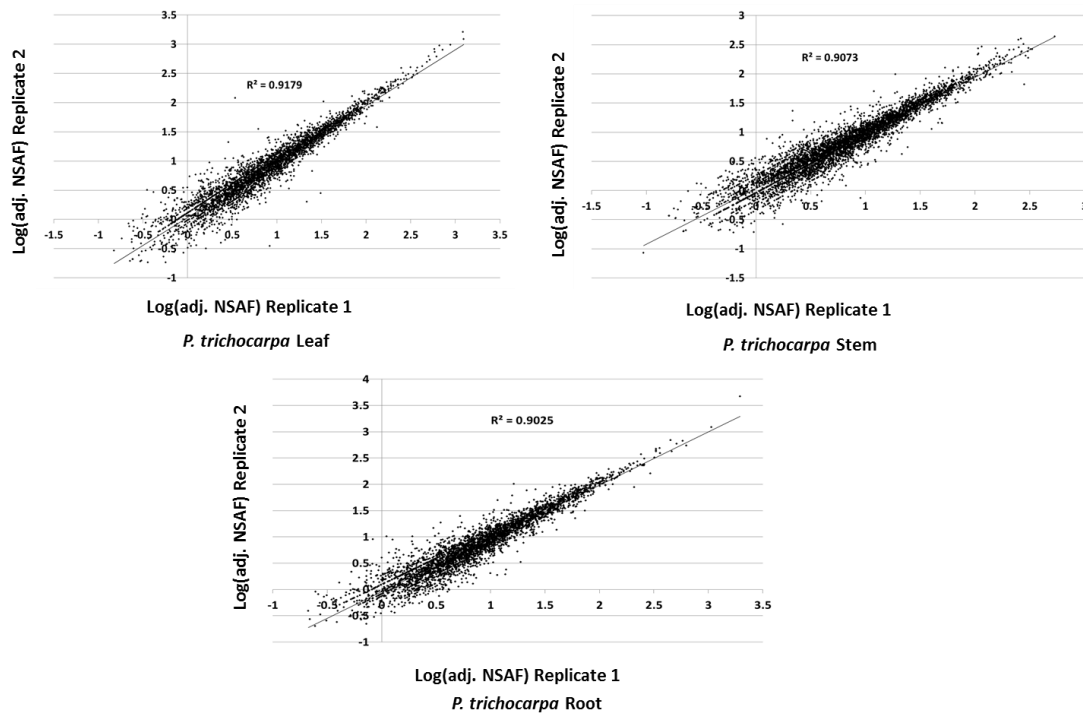 3.5
3
2.5
2
1.5
1
0.5
0
-0.5
-1
-1.5 -1 -0.5 0 0.5 1 1.5 2 2.5 3 3.5
R² = 0.9179
Log(adj. NSAF) Replicate 2
Log(adj. NSAF) Replicate 1
P. trichocarpa Leaf
3
2.5
2
1.5
1
0.5
0
-0.5
-1
-1.5
-1.5 -1 -0.5 0 0.5 1 1.5 2 2.5 3
R² = 0.9073
Log(adj. NSAF) Replicate 2
Log(adj. NSAF) Replicate 1
P. trichocarpa Stem
4
3.5
3
2.5
2
1.5
1
0.5
0
-0.5
-1
-1 -0.5 0 0.5 1 1.5 2 2.5 3 3.5
R² = 0.9025
Log(adj. NSAF) Replicate 2
Log(adj. NSAF) Replicate 1
P. trichocarpa Root